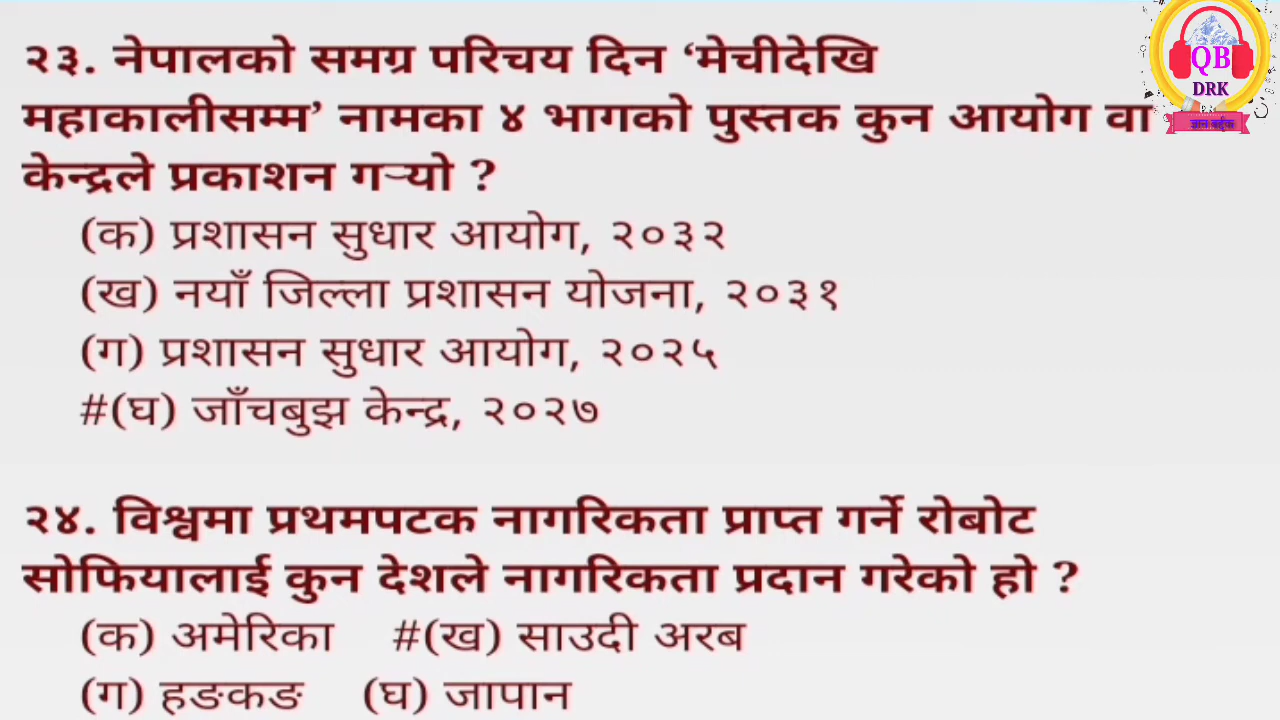 २३. नेपालको समग्र परिचय दिन ‘मेचीदेखि
महाकालीसम्म’ नामका ४ भागको पुस्तक कुन आयोग वा
केन्द्रले प्रकाशन गर्‍यो ?
(क) प्रशासन सुधार आयोग, २०३२
(ख) नयाँ जिल्ला प्रशासन योजना, २०३१
(ग) प्रशासन सुधार आयोग, २०२५
#(घ) जाँचबुझ केन्द्र, २०२७
२४. विश्वमा प्रथमपटक नागरिकता प्राप्त गर्ने रोबोट
सोफियालाई कुन देशले नागरिकता प्रदान गरेको हो ?
(क) अमेरिका #(ख) साउदी अरब
(ग) हङकङ (घ) जापान
QB
DRK